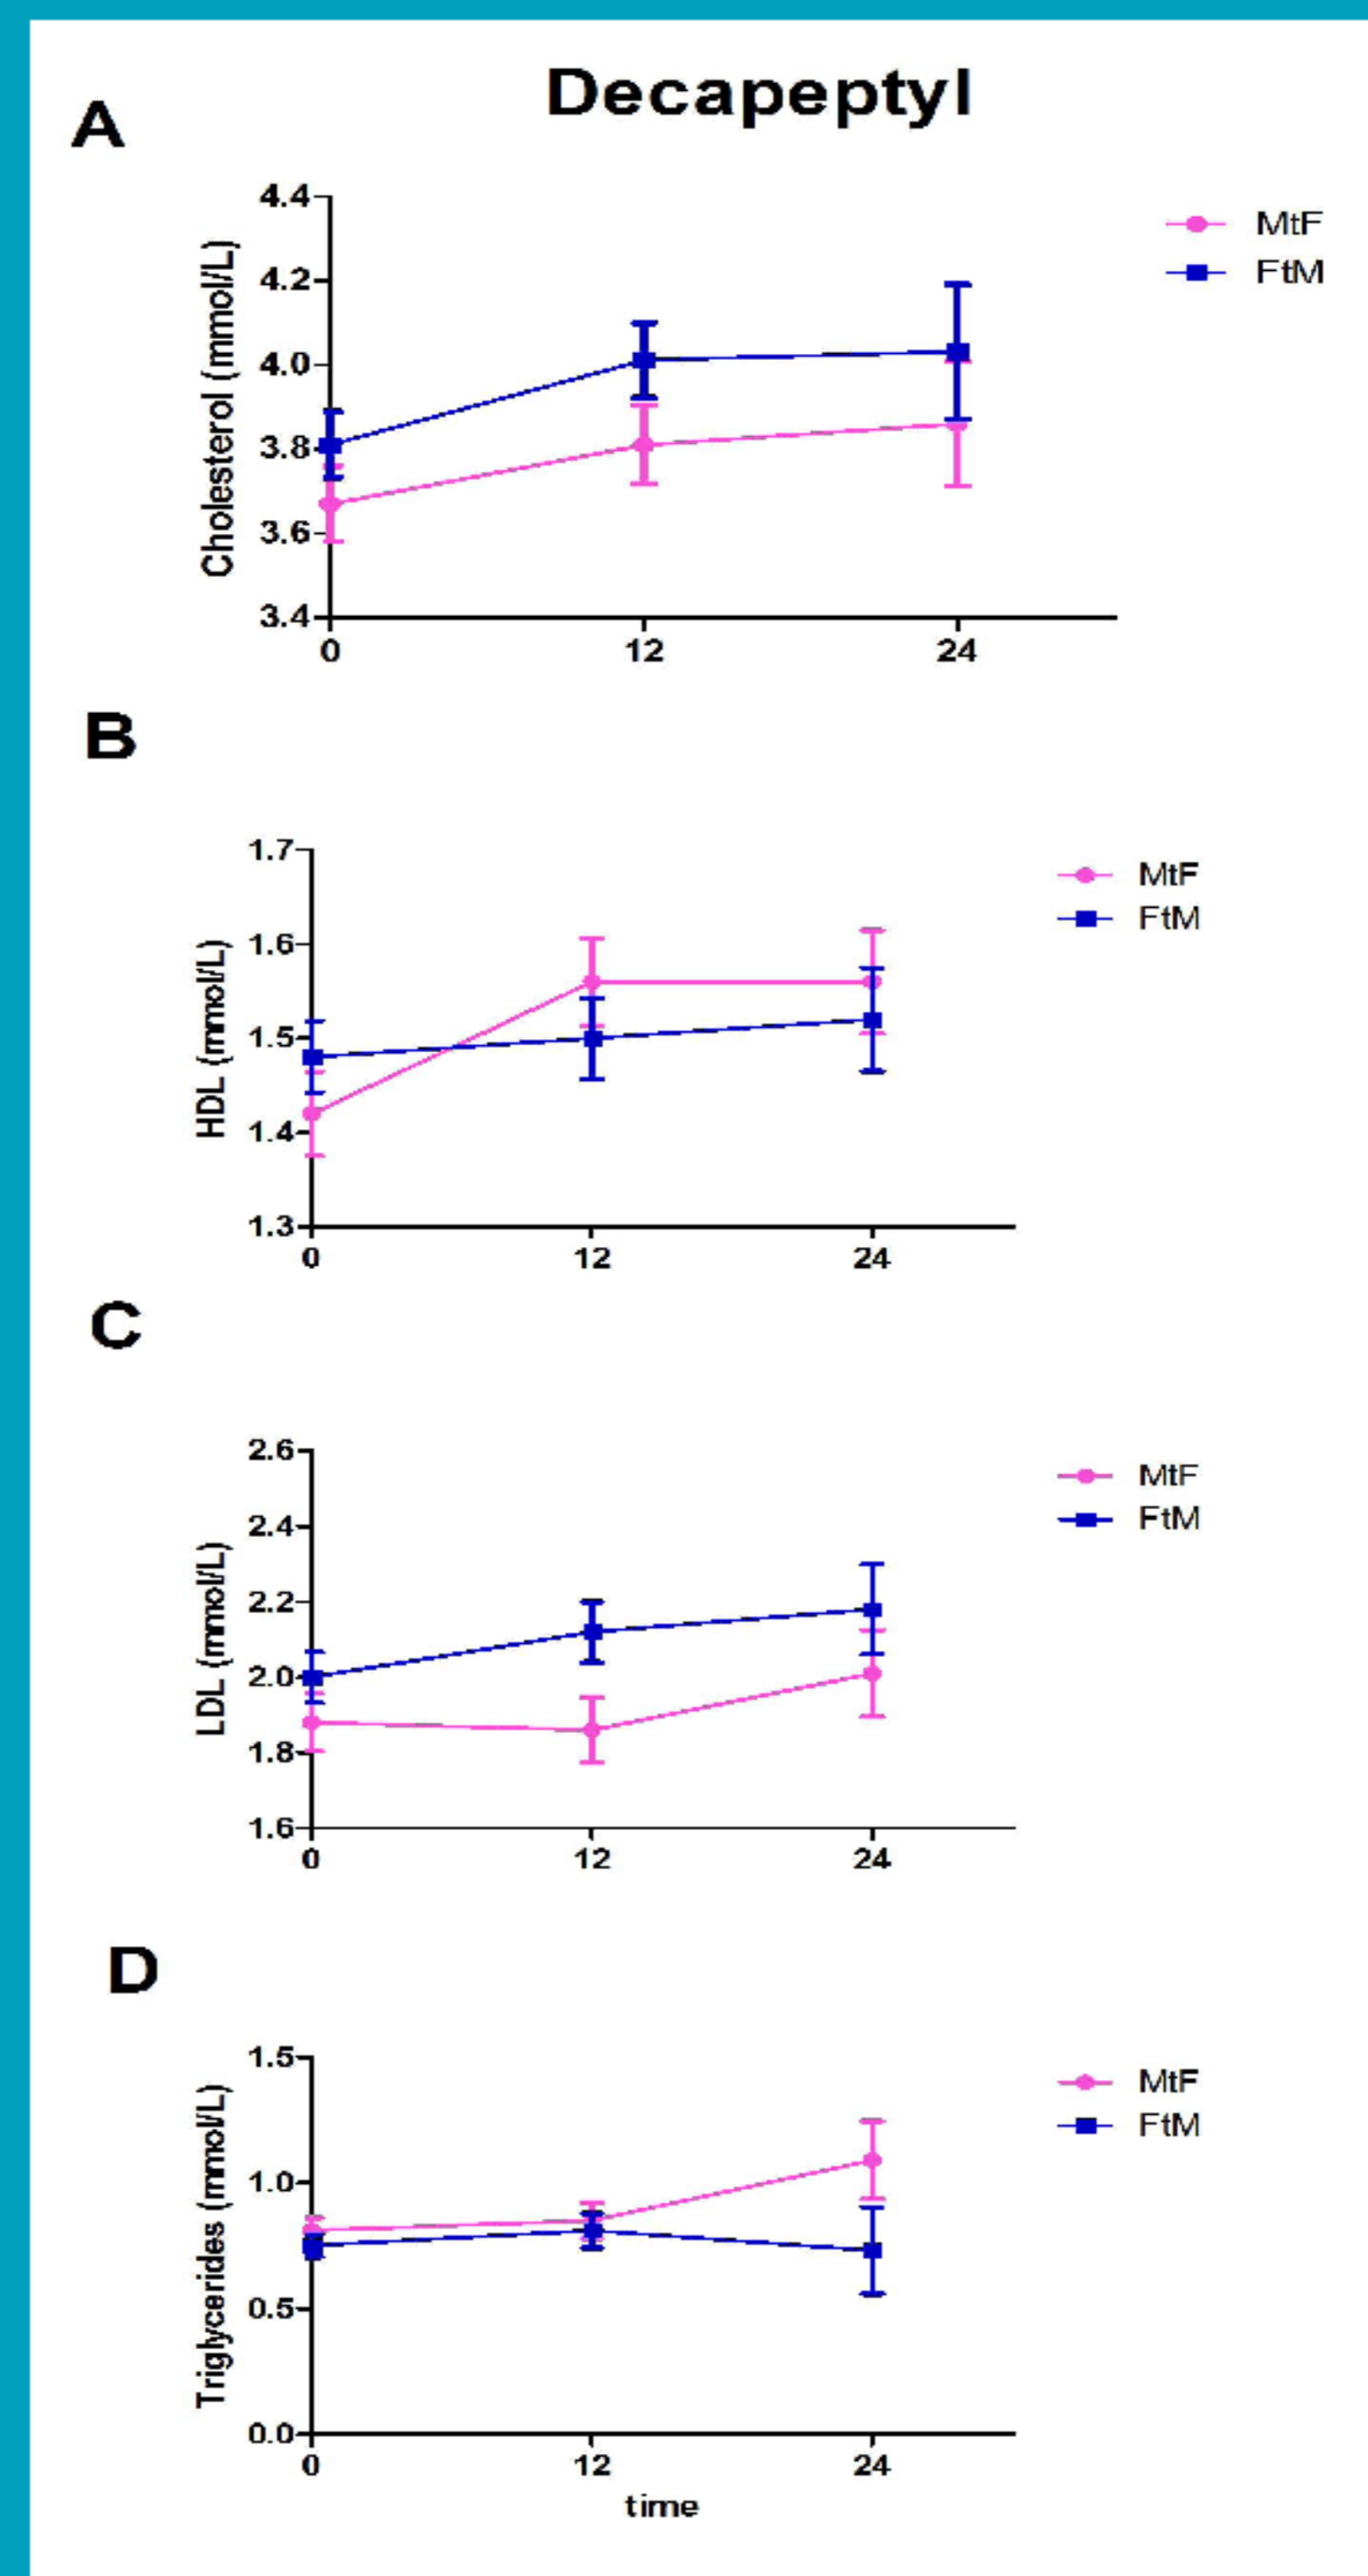 Decapeptyl
A
Cholesterol (mmol/L)
4.4
4.2
4.0
3.8
3.6
3.4
0 12 24
MtF
FtM
B
HDL (mmol/L)
1.7
1.6
1.5
1.4
1.3
0 12 24
MtF
FtM
C
LDL (mmol/L)
2.6
2.4
2.2
2.0
1.8
1.6
0 12 24
MtF
FtM
D
Triglycerides (mmol/L)
1.5
1.0
0.5
0.0
0 12 24
time
MtF
FtM